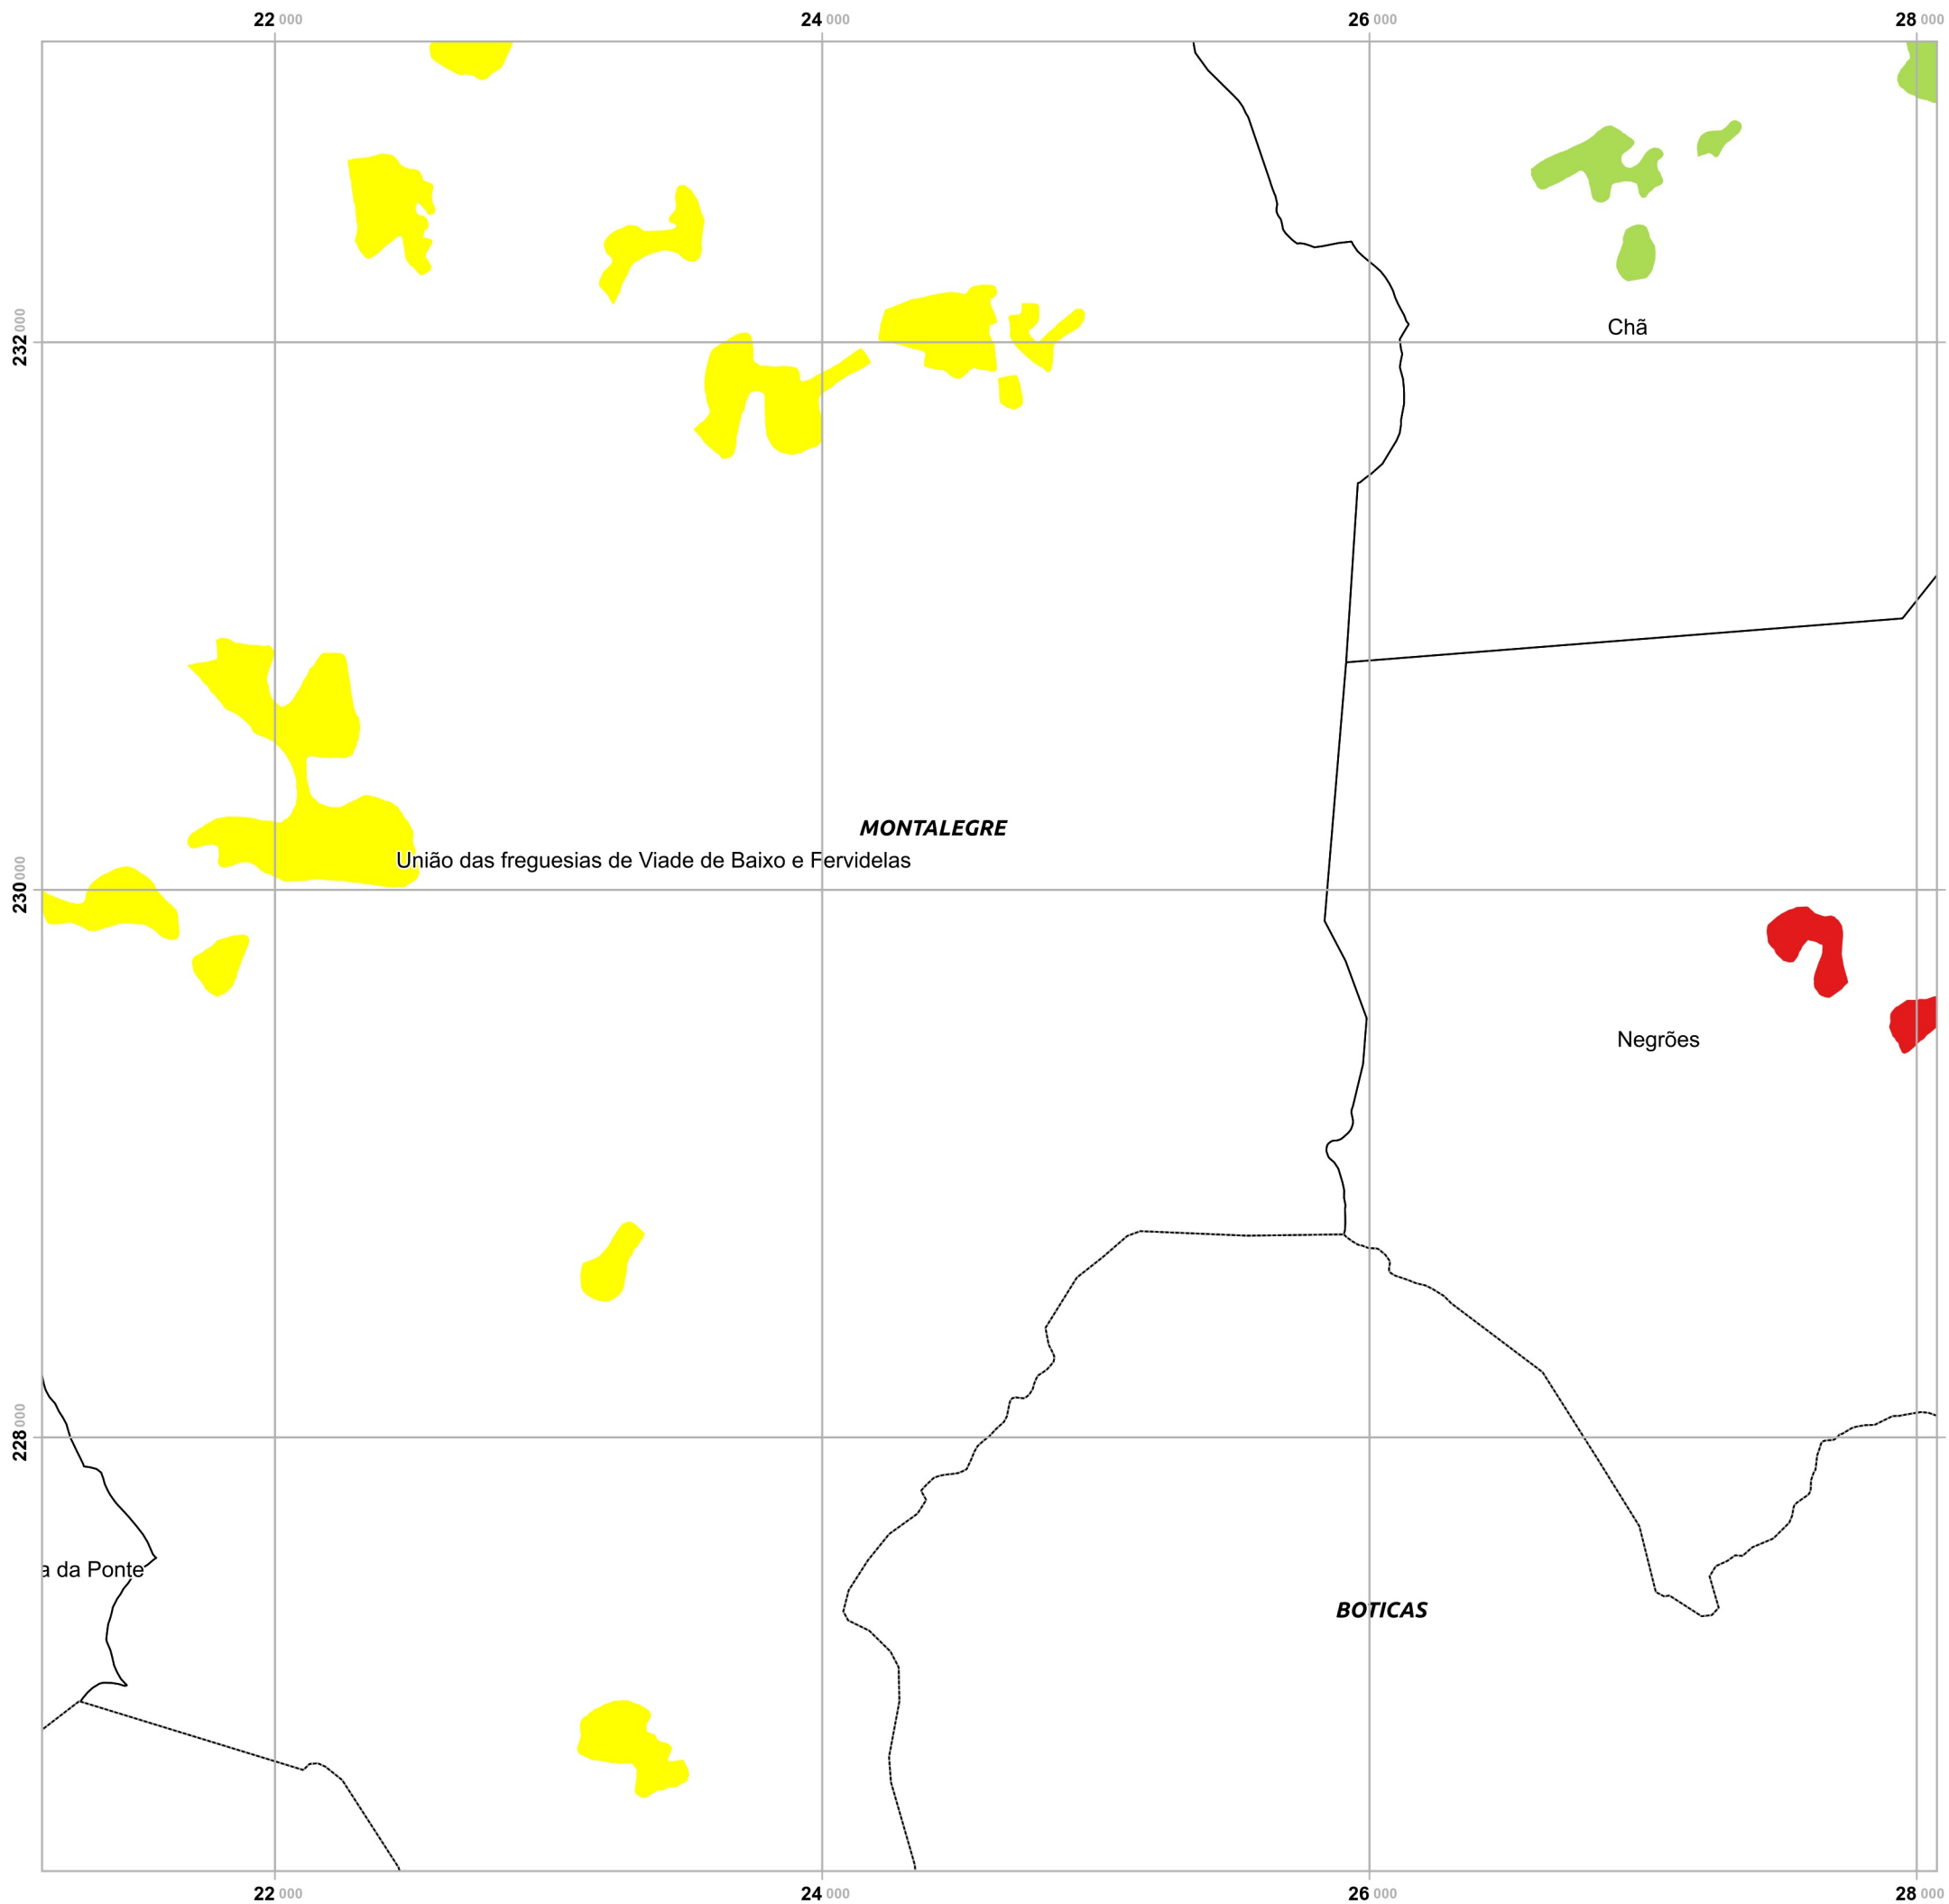 22 000 24 000 26 000 28 000
232 000
Chã
MONTALEGRE
União das freguesias de Viade de Baixo e Fervidelas
230 000
Negrões
228 000
a da Ponte
BOTICAS
22 000 24 000 26 000 28 000